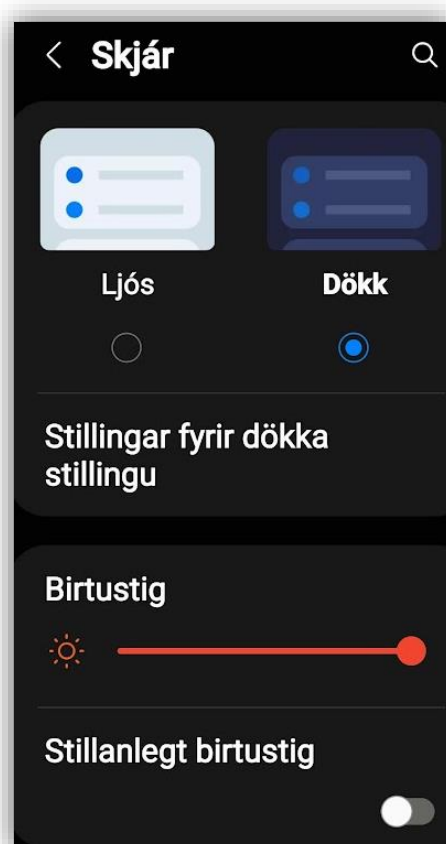 Skjár
Ljós
Dökk
Stillingar fyrir dökka
stillingu
Birtustig
Stillanlegt birtustig